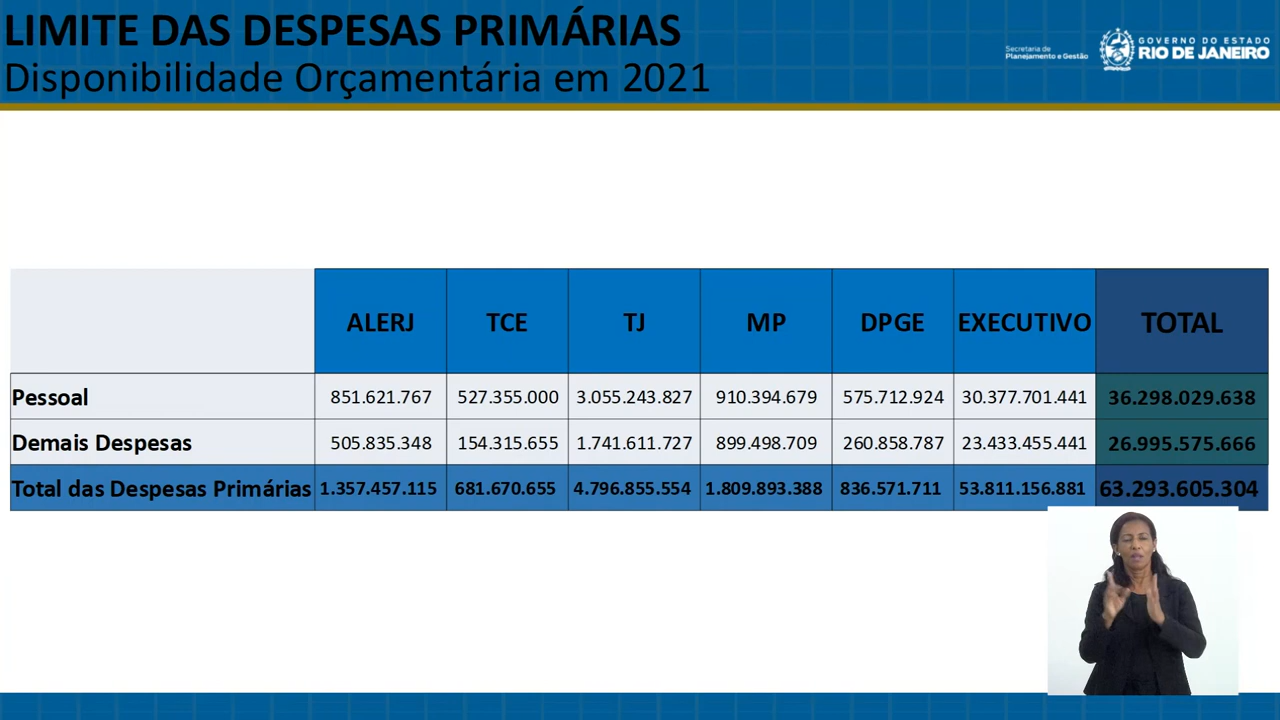 LIMITE DAS DESPESAS PRIMÁRIAS
Disponibilidade Orçamentária em 2021
Secretaria de
Planejamento e Gestão
GOVERNO DO ESTADO
RIO DE JANEIRO
ALERJ TCE TJ MP DPGE EXECUTIVO TOTAL
Pessoal 851.621.767 527.355.000 3.055.243.827 910.394.679 575.712.924 30.377.701.441 36.298.029.638
Demais Despesas 505.835.348 154.315.655 1.741.611.727 899.498.709 260.858.787 23.433.455.441 26.995.575.666
Total das Despesas Primárias 1.357.457.115 681.670.655 4.796.855.554 1.809.893.388 836.571.711 53.811.156.881 63.293.605.304